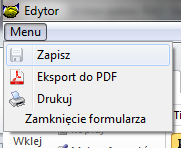 Edytor
Menu
Zapisz
Eksport do PDF
Drukuj
Zamknięcie formularza
Wklej